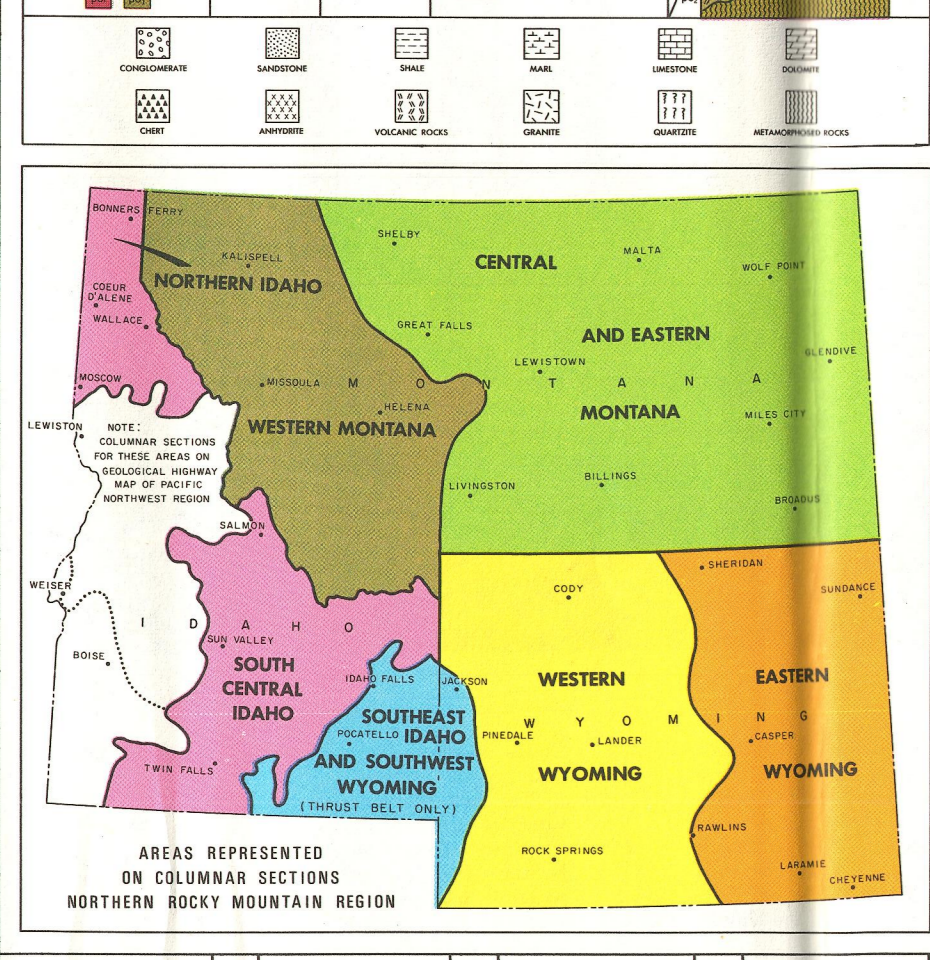 CONGLOMERATE
SANDSTONE
SHALE
MARL
LIMESTONE
DOLOMITE
CHERT
ANHYDRITE
VOLCANIC ROCKS
GRANITE
QUARTZITE
METAMORPHOSED ROCKS
BONNERS FERRY
SHELBY
MALTA
KALISPELL
CENTRAL
WOLF POINT
NORTHERN IDAHO
COEUR
D'ALENE
WALLACE
GREAT FALLS
AND EASTERN
LEWISTOWN
GLENDIVE
MOSCOW
MISSOULA
M O N T A N A
HELENA
MONTANA
MILES CITY
LEWISTON
WESTERN MONTANA
NOTE:
COLUMNAR SECTIONS
FOR THESE AREAS ON
GEOLOGICAL HIGHWAY
MAP OF PACIFIC
NORTHWEST REGION
LIVINGSTON
BILLINGS
BROADUS
SALMON
SHERIDAN
WEISER
CODY
SUNDANCE
I D A H O
SUN VALLEY
BOISE
SOUTH
CENTRAL
IDAHO
IDAHO FALLS
JACKSON
WESTERN
EASTERN
SOUTHEAST
IDAHO
POCATELLO
AND SOUTHWEST
WYOMING
(THRUST BELT ONLY)
W Y O M I N G
PINEDALE
LANDER
CASPER
WYOMING
WYOMING
TWIN FALLS
RAWLINS
ROCK SPRINGS
LARAMIE
CHEYENNE
AREAS REPRESENTED
ON COLUMNAR SECTIONS
NORTHERN ROCKY MOUNTAIN REGION